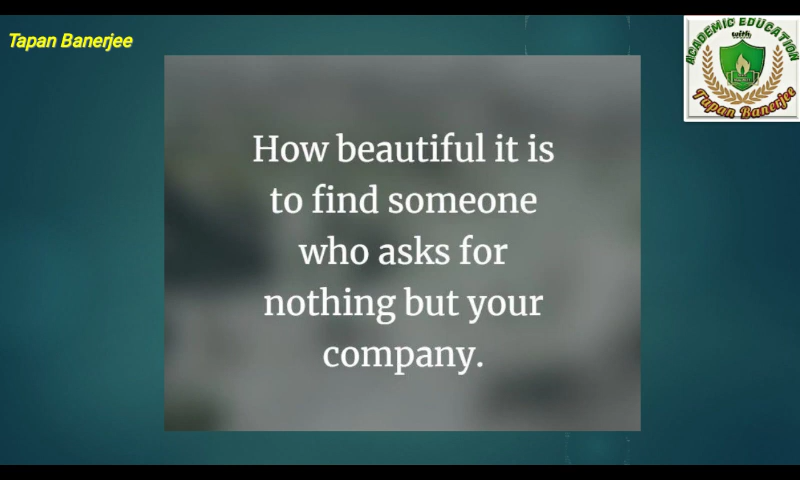 Tapan Banerjee
ACADEMIC EDUCATION
with
Tapan Banerjee
How beautiful it is
to find someone
who asks for
nothing but your
company.